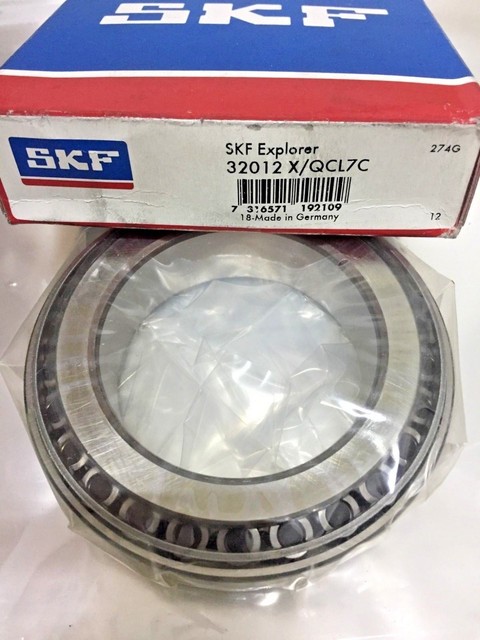 SKF
SKF
SKF Explorer
274G
32012 X/QCL7C
7 316571 192109
18-Made in Germany
12